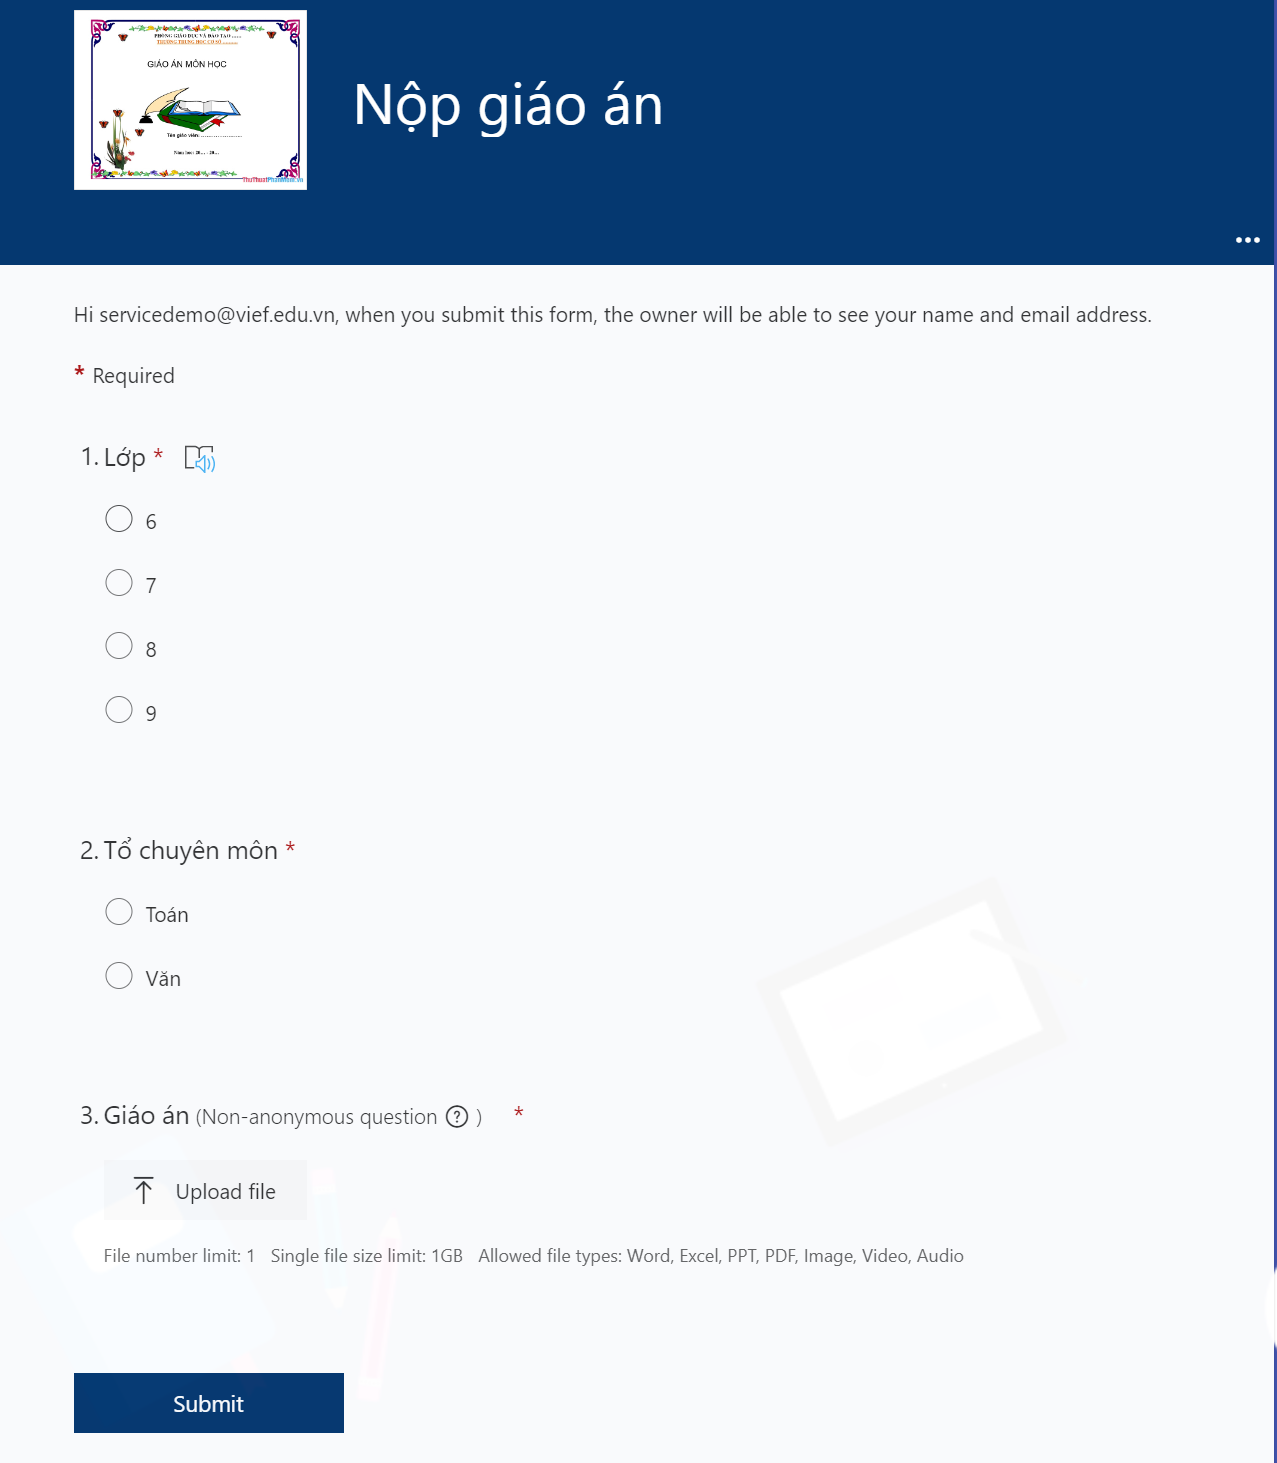 PHÒNG GIÁO DỤC VÀ ĐÀO TẠO ......
TRƯỜNG TRUNG HỌC CƠ SỞ ..........
GIÁO ÁN MÔN HỌC
Tên giáo viên: ........................
Năm học: 20.... - 20....
ThuThuatPhanMem.vn
Nộp giáo án
Hi servicedemo@vief.edu.vn, when you submit this form, the owner will be able to see your name and email address.
* Required
1. Lớp *
6
7
8
9
2. Tổ chuyên môn *
Toán
Văn
3. Giáo án (Non-anonymous question ? ) *
Upload file
File number limit: 1 Single file size limit: 1GB Allowed file types: Word, Excel, PPT, PDF, Image, Video, Audio
Submit